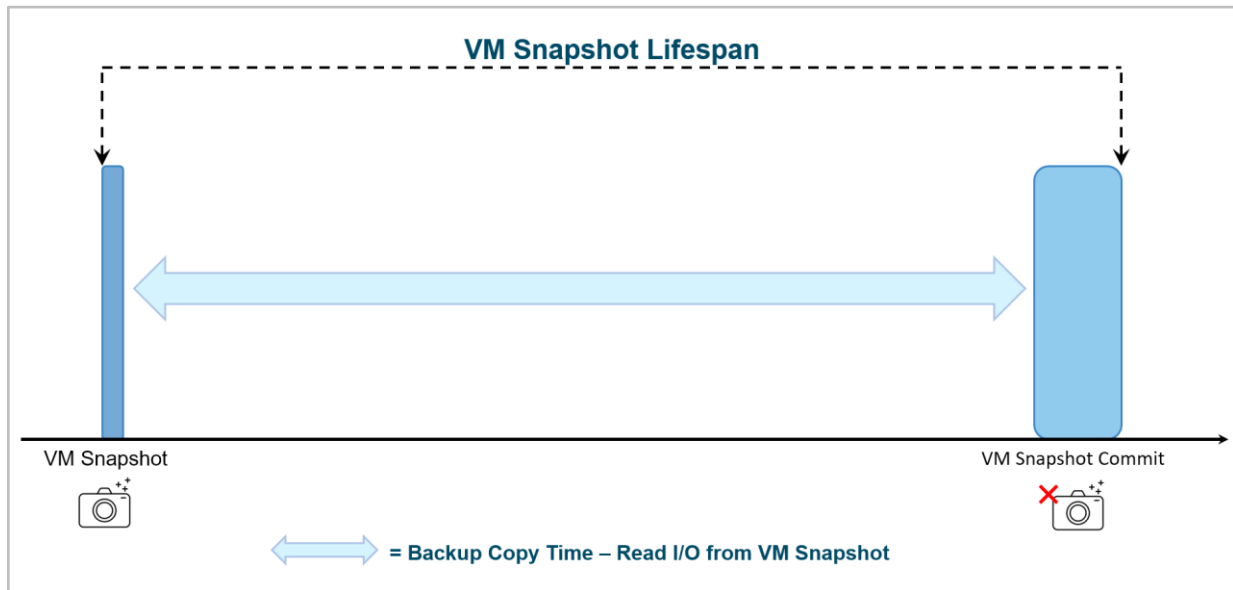 VM Snapshot Lifespan
VM Snapshot
VM Snapshot Commit
= Backup Copy Time – Read I/O from VM Snapshot